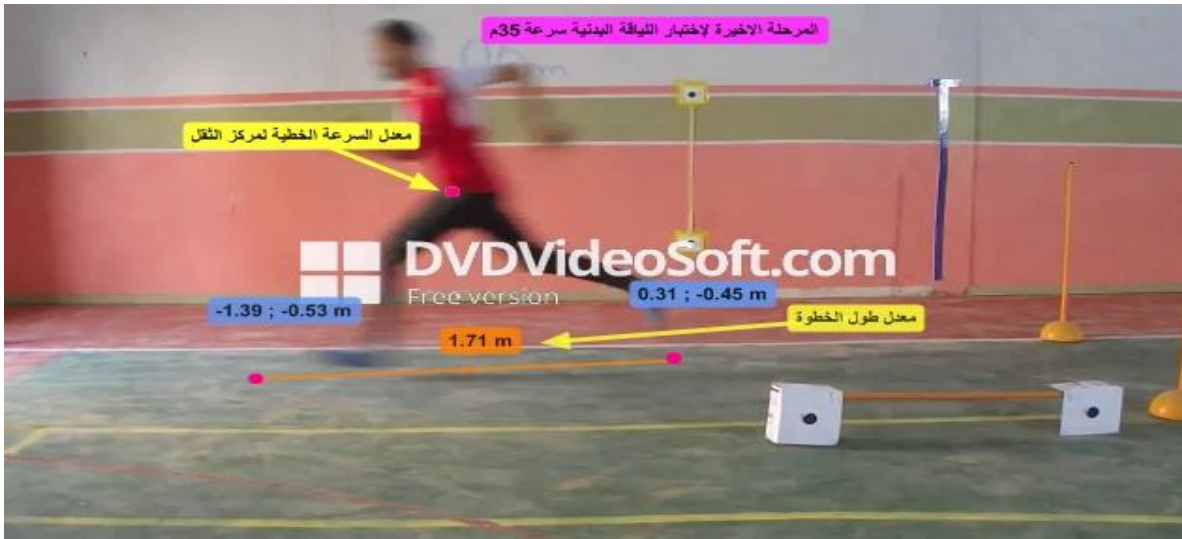 المرحلة الاخيرة لإختبار اللياقة البدنية سرعة 35م
معدل السرعة الخطية لمركز الثقل
DVDVideoSoft.com
Free version
-1.39 ; -0.53 m
0.31 ; -0.45 m
معدل طول الخطوة
1.71 m